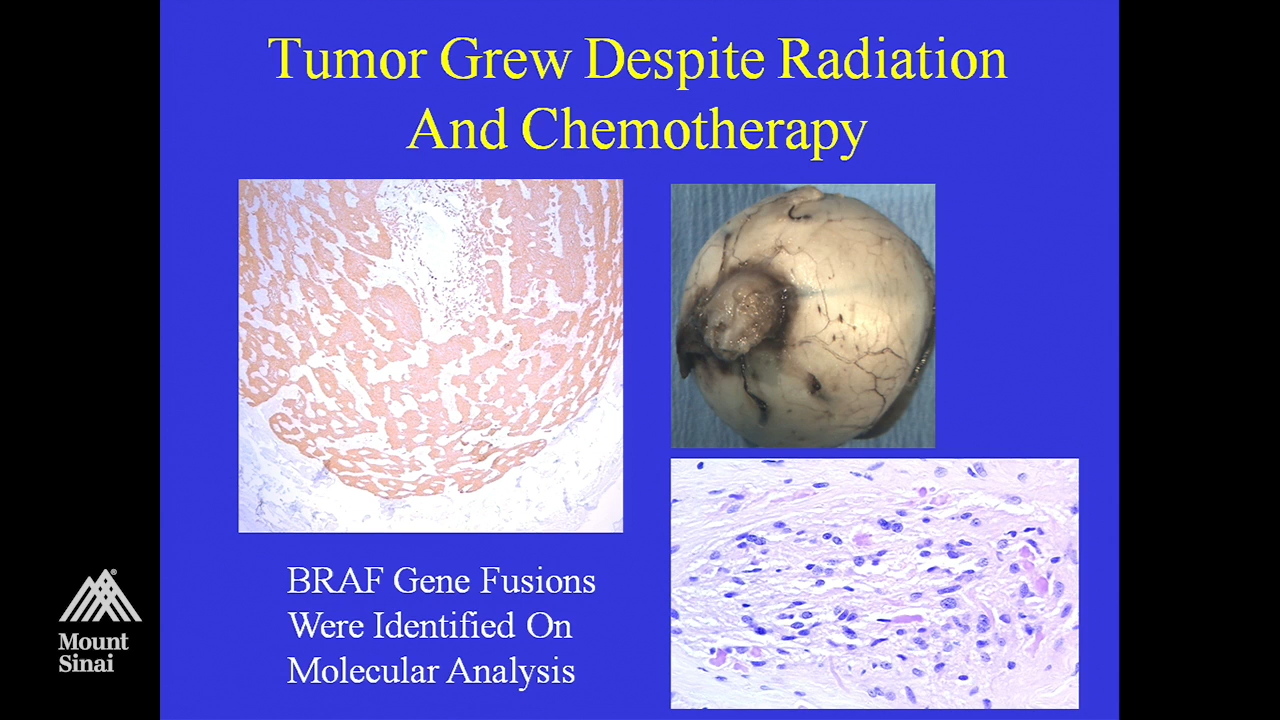 Tumor Grew Despite Radiation
And Chemotherapy
BRAF Gene Fusions
Were Identified On
Molecular Analysis
Mount
Sinai